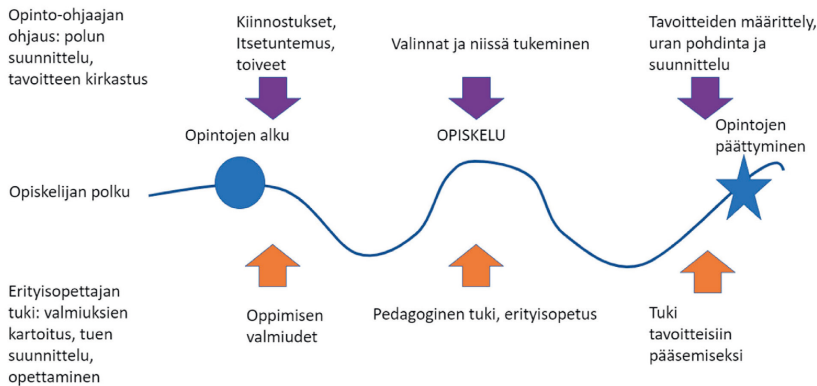 Opinto-ohjaajan
ohjaus: polun
suunnittelu,
tavoitteen kirkastus
Kiinnostukset,
Itsetuntemus,
toiveet
Valinnat ja niissä tukeminen
Tavoitteiden määrittely,
uran pohdinta ja
suunnittelu
Opintojen alku
OPISKELU
Opintojen
päättyminen
Opiskelijan polku
Erityisopettajan
tuki: valmiuksien
kartoitus, tuen
suunnittelu,
opettaminen
Oppimisen
valmiudet
Pedagoginen tuki, erityisopetus
Tuki
tavoitteisiin
pääsemiseksi